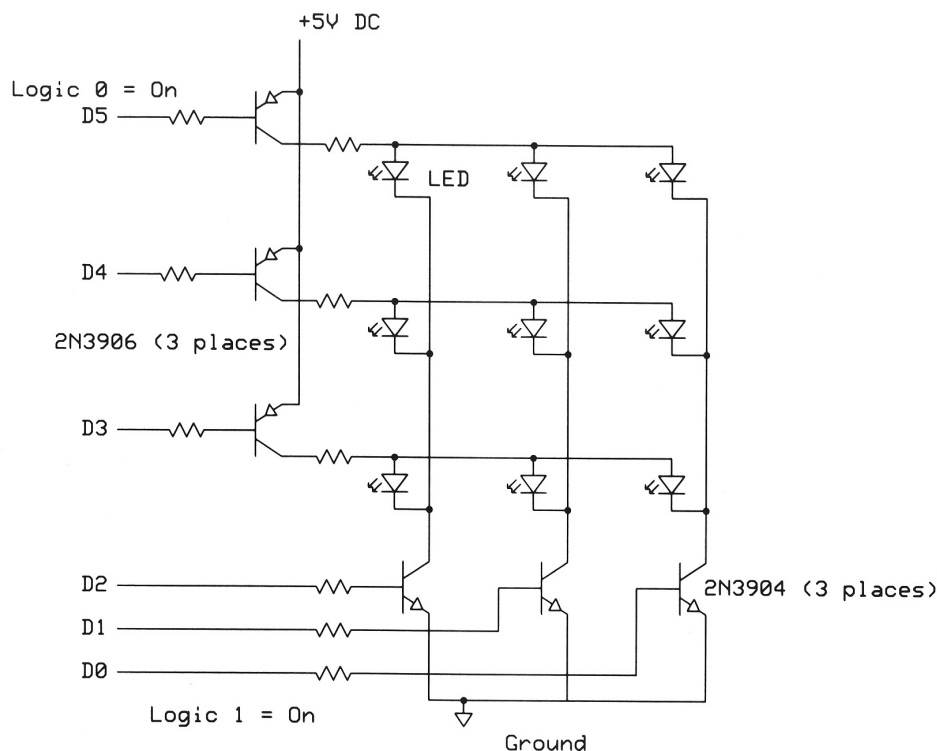 +5V DC
Logic 0 = On
D5
LED
D4
2N3906 (3 places)
D3
D2
2N3904 (3 places)
D1
D0
Logic 1 = On
Ground